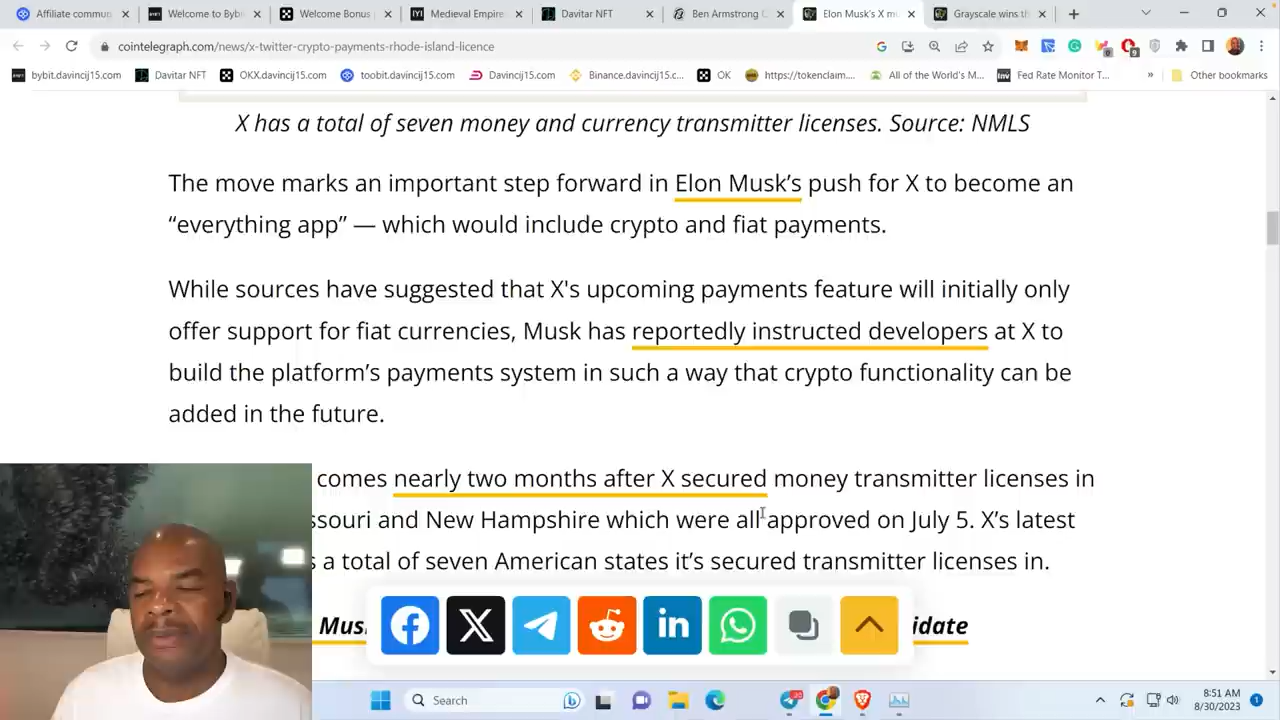 Affiliate commun
Welcome to Bybi
Welcome Bonus
Medieval Empire
Davitar NFT
Ben Armstrong C
Elon Musk's X m
Grayscale wins th
cointelegraph.com/news/x-twitter-crypto-payments-rhode-island-licence
bybit.davincij15.com
Davitar NFT
OKX.davincij15.com
toobit.davincij15.com
Davincij15.com
Binance.davincij15.c...
OK
https://tokenclaim....
All of the World's M...
Fed Rate Monitor T...
Other bookmarks
X has a total of seven money and currency transmitter licenses. Source: NMLS
The move marks an important step forward in Elon Musk's push for X to become an
“everything app” — which would include crypto and fiat payments.
While sources have suggested that X's upcoming payments feature will initially only
offer support for fiat currencies, Musk has reportedly instructed developers at X to
build the platform's payments system in such a way that crypto functionality can be
added in the future.
comes nearly two months after X secured money transmitter licenses in
ssouri and New Hampshire which were all approved on July 5. X's latest
s a total of seven American states it's secured transmitter licenses in.
Mus
idate
Search
8:51 AM
8/30/2023